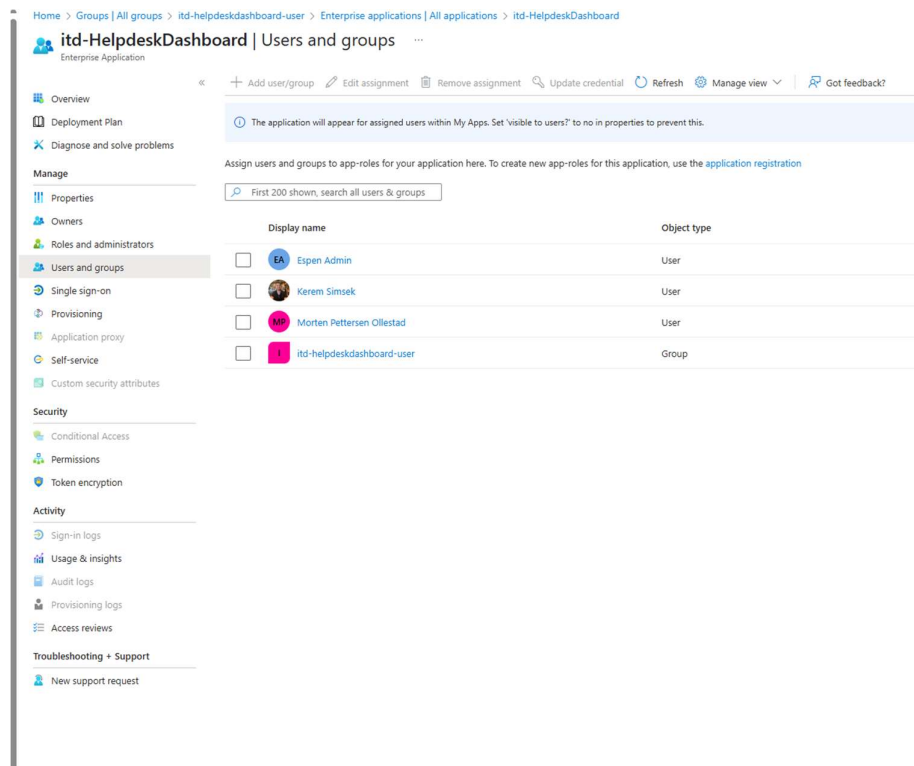 Home > Groups | All groups > itd-helpdeskdashboard-user > Enterprise applications | All applications > itd-HelpdeskDashboard
itd-HelpdeskDashboard | Users and groups ...
Enterprise Application
«
Overview
Deployment Plan
Diagnose and solve problems
Manage
Properties
Owners
Roles and administrators
Users and groups
Single sign-on
Provisioning
Application proxy
Self-service
Custom security attributes
Security
Conditional Access
Permissions
Token encryption
Activity
Sign-in logs
Usage & insights
Audit logs
Provisioning logs
Access reviews
Troubleshooting + Support
New support request
Add user/group Edit assignment Remove assignment Update credential Refresh Manage view Got feedback?
The application will appear for assigned users within My Apps. Set 'visible to users?' to no in properties to prevent this.
Assign users and groups to app-roles for your application here. To create new app-roles for this application, use the application registration
First 200 shown, search all users & groups
Display name Object type
EA Espen Admin User
Kerem Simsek User
MP Morten Pettersen Ollestad User
I itd-helpdeskdashboard-user Group